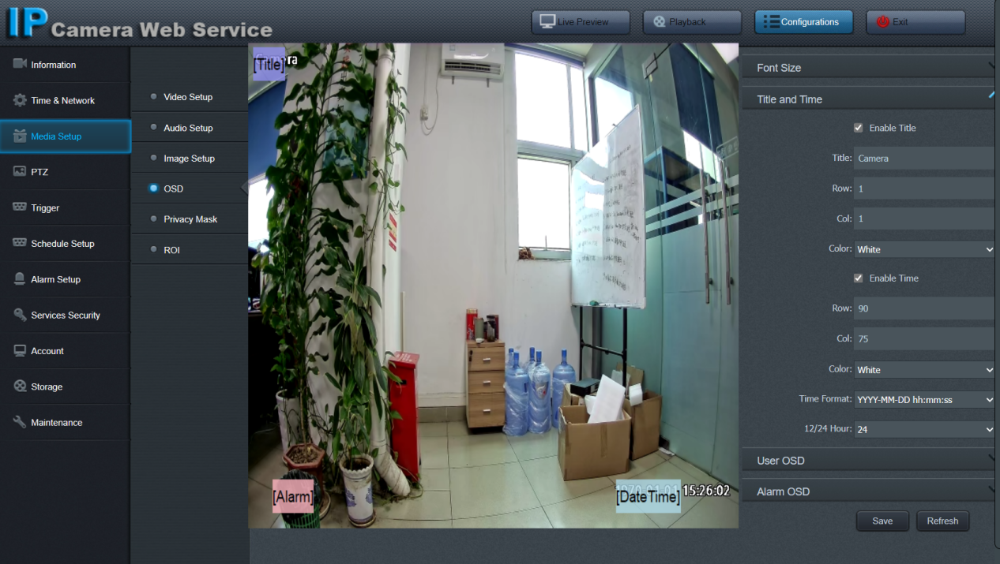 IP Camera Web Service
Live Preview
Playback
Configurations
Exit
Information
Time & Network
Media Setup
PTZ
Trigger
Schedule Setup
Alarm Setup
Services Security
Account
Storage
Maintenance
Video Setup
Audio Setup
Image Setup
OSD
Privacy Mask
ROI
[Title]
[Alarm]
[DateTime] 15:26:02
Font Size
Title and Time
Enable Title
Title: Camera
Row: 1
Col: 1
Color: White
Enable Time
Row: 90
Col: 75
Color: White
Time Format: YYYY-MM-DD hh:mm:ss
12/24 Hour: 24
User OSD
Alarm OSD
Save
Refresh